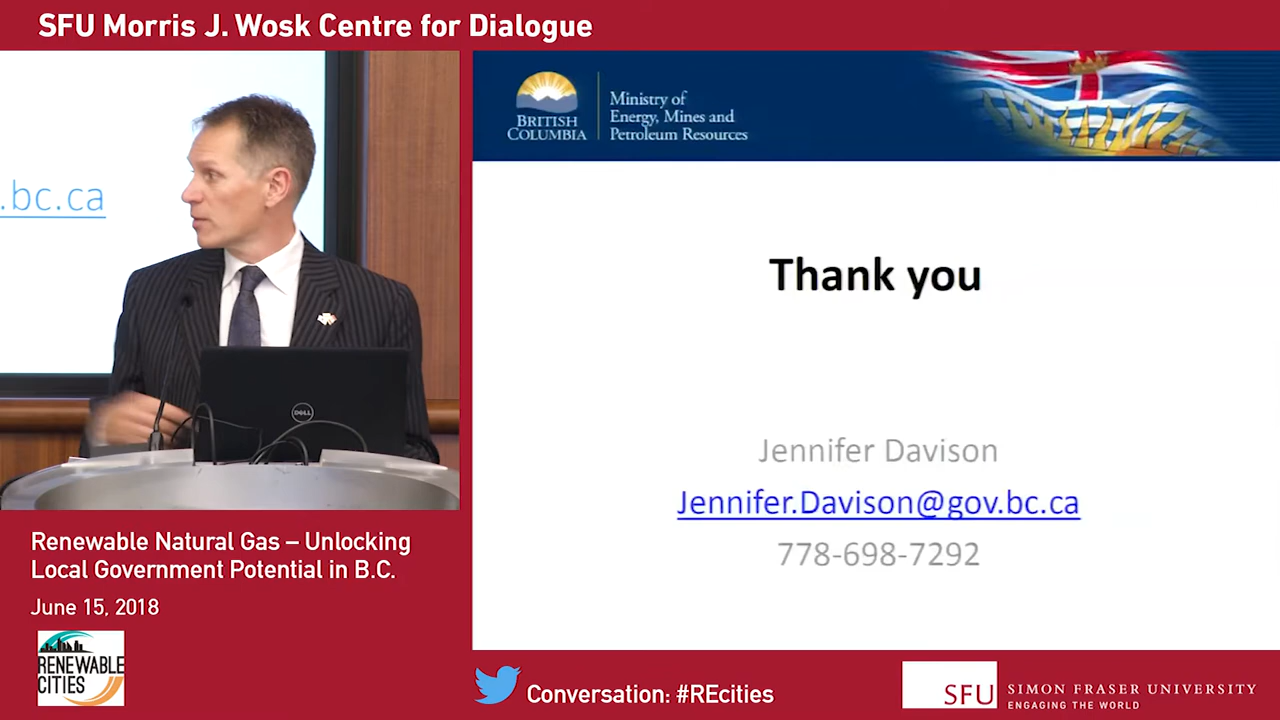 SFU Morris J. Wosk Centre for Dialogue
.bc.ca
DELL
BRITISH
COLUMBIA
Ministry of
Energy, Mines and
Petroleum Resources
Thank you
Jennifer Davison
Jennifer.Davison@gov.bc.ca
778-698-7292
Renewable Natural Gas – Unlocking
Local Government Potential in B.C.
June 15, 2018
RENEWABLE
CITIES
Conversation: #REcities
SFU
SIMON FRASER UNIVERSITY
ENGAGING THE WORLD